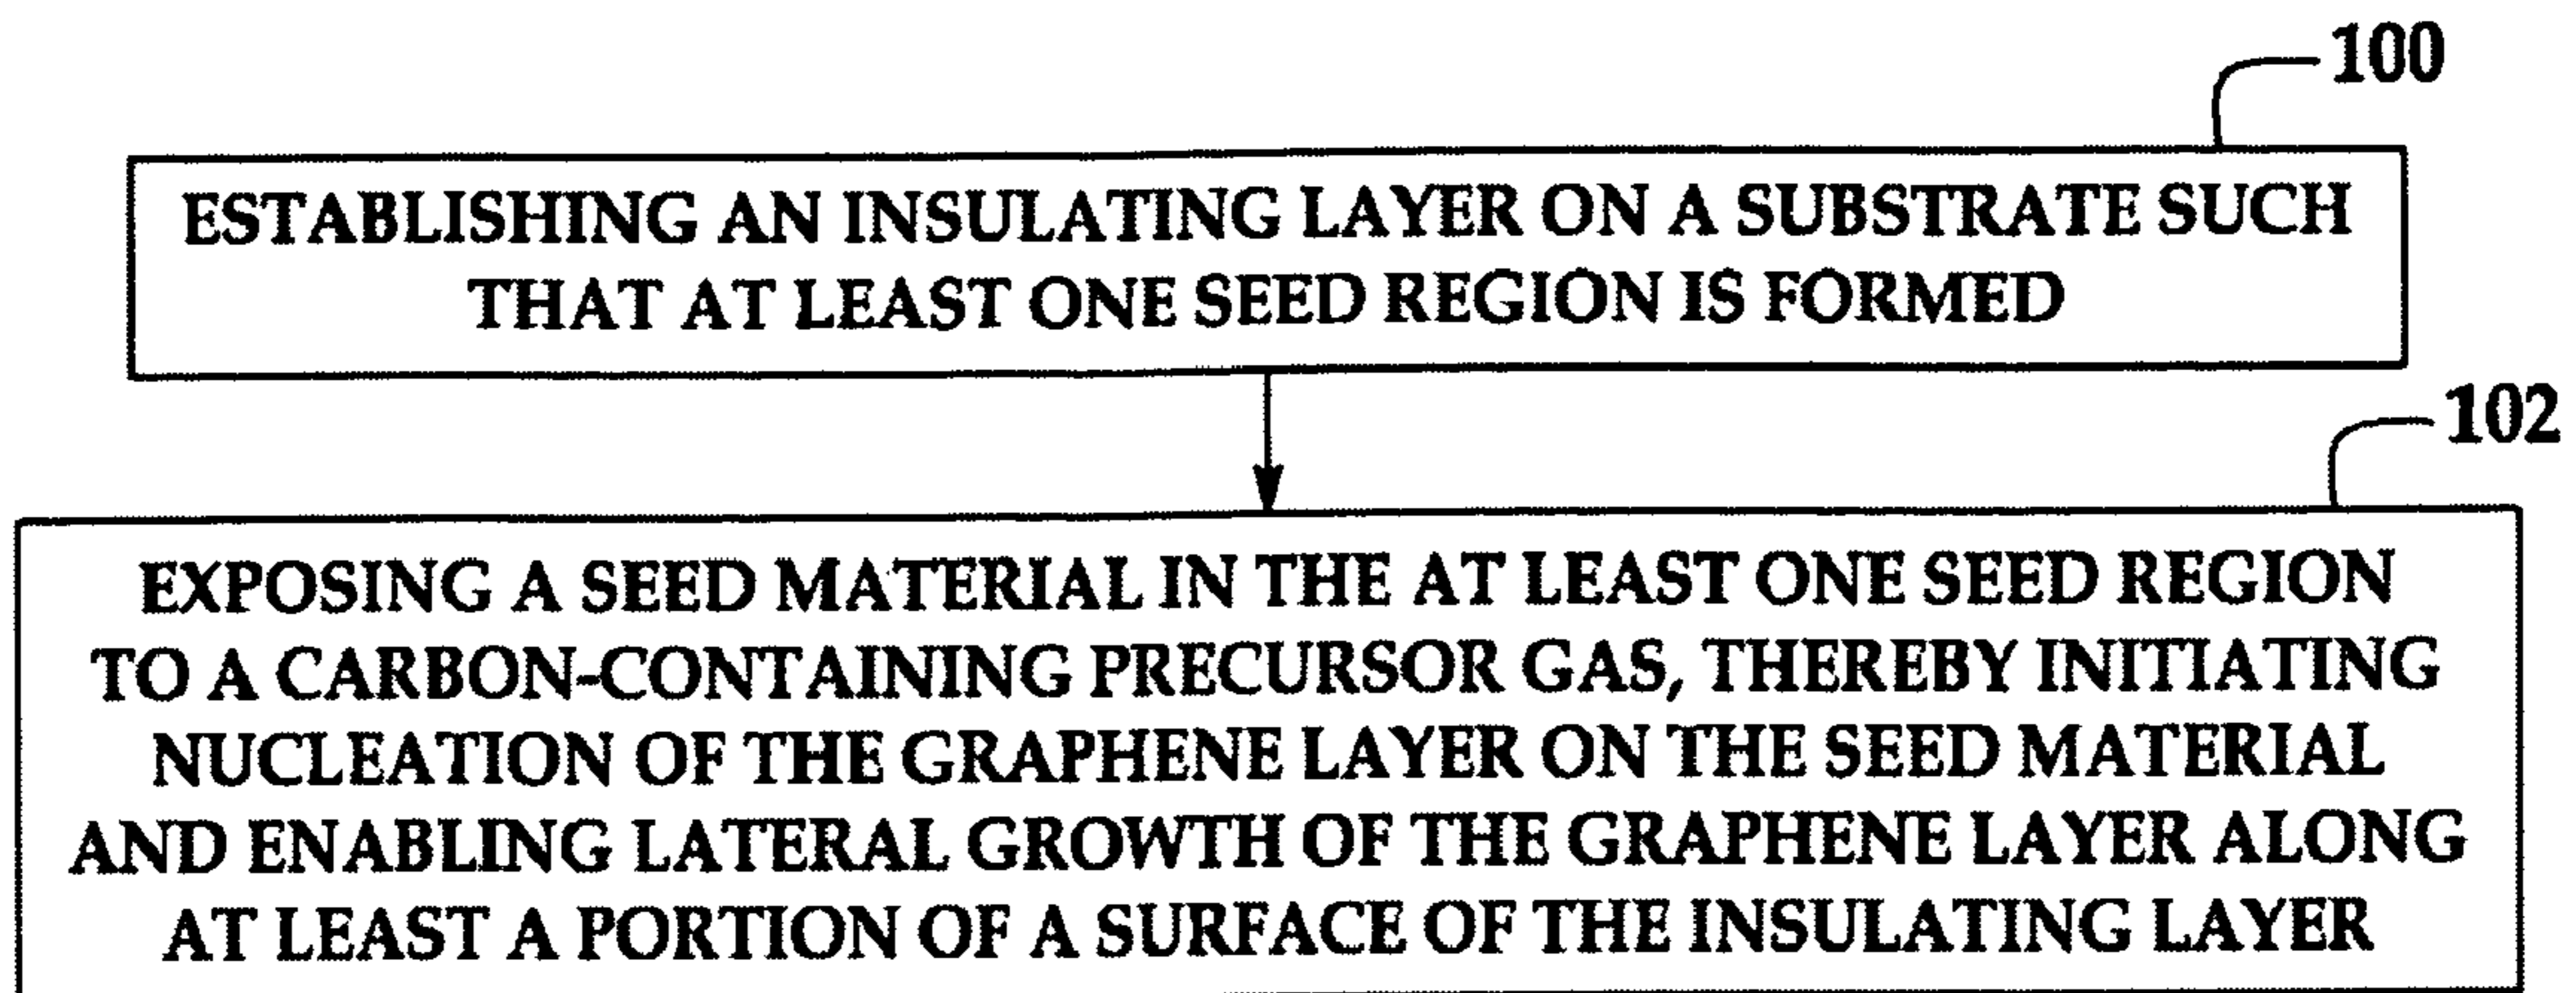 100
ESTABLISHING AN INSULATING LAYER ON A SUBSTRATE SUCH
THAT AT LEAST ONE SEED REGION IS FORMED
102
EXPOSING A SEED MATERIAL IN THE AT LEAST ONE SEED REGION
TO A CARBON-CONTAINING PRECURSOR GAS, THEREBY INITIATING
NUCLEATION OF THE GRAPHENE LAYER ON THE SEED MATERIAL
AND ENABLING LATERAL GROWTH OF THE GRAPHENE LAYER ALONG
AT LEAST A PORTION OF A SURFACE OF THE INSULATING LAYER